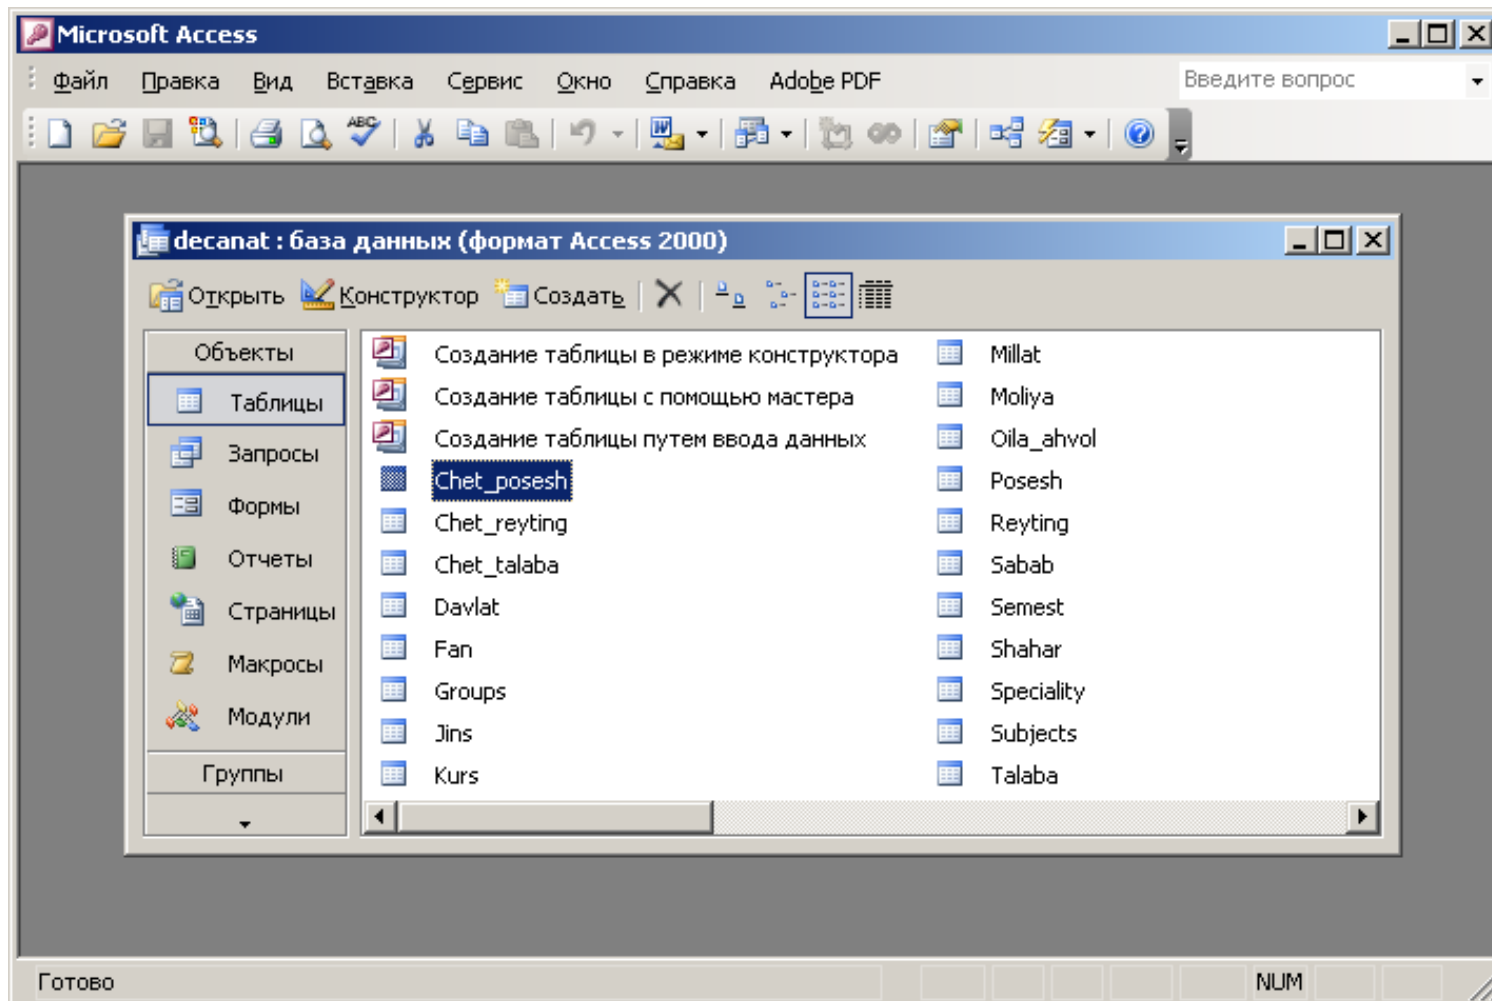 Microsoft Access
Файл Правка Вид Вставка Сервис Окно Справка Adobe PDF Введите вопрос
ABC
W
decanat : база данных (формат Access 2000)
Открыть Конструктор Создать
Объекты
Таблицы
Запросы
Формы
Отчеты
Страницы
Макросы
Модули
Группы
Создание таблицы в режиме конструктора
Создание таблицы с помощью мастера
Создание таблицы путем ввода данных
Chet_posesh
Chet_reyting
Chet_talaba
Davlat
Fan
Groups
Jins
Kurs
Millat
Moliya
Oila_ahvol
Posesh
Reyting
Sabab
Semest
Shahar
Speciality
Subjects
Talaba
Готово NUM